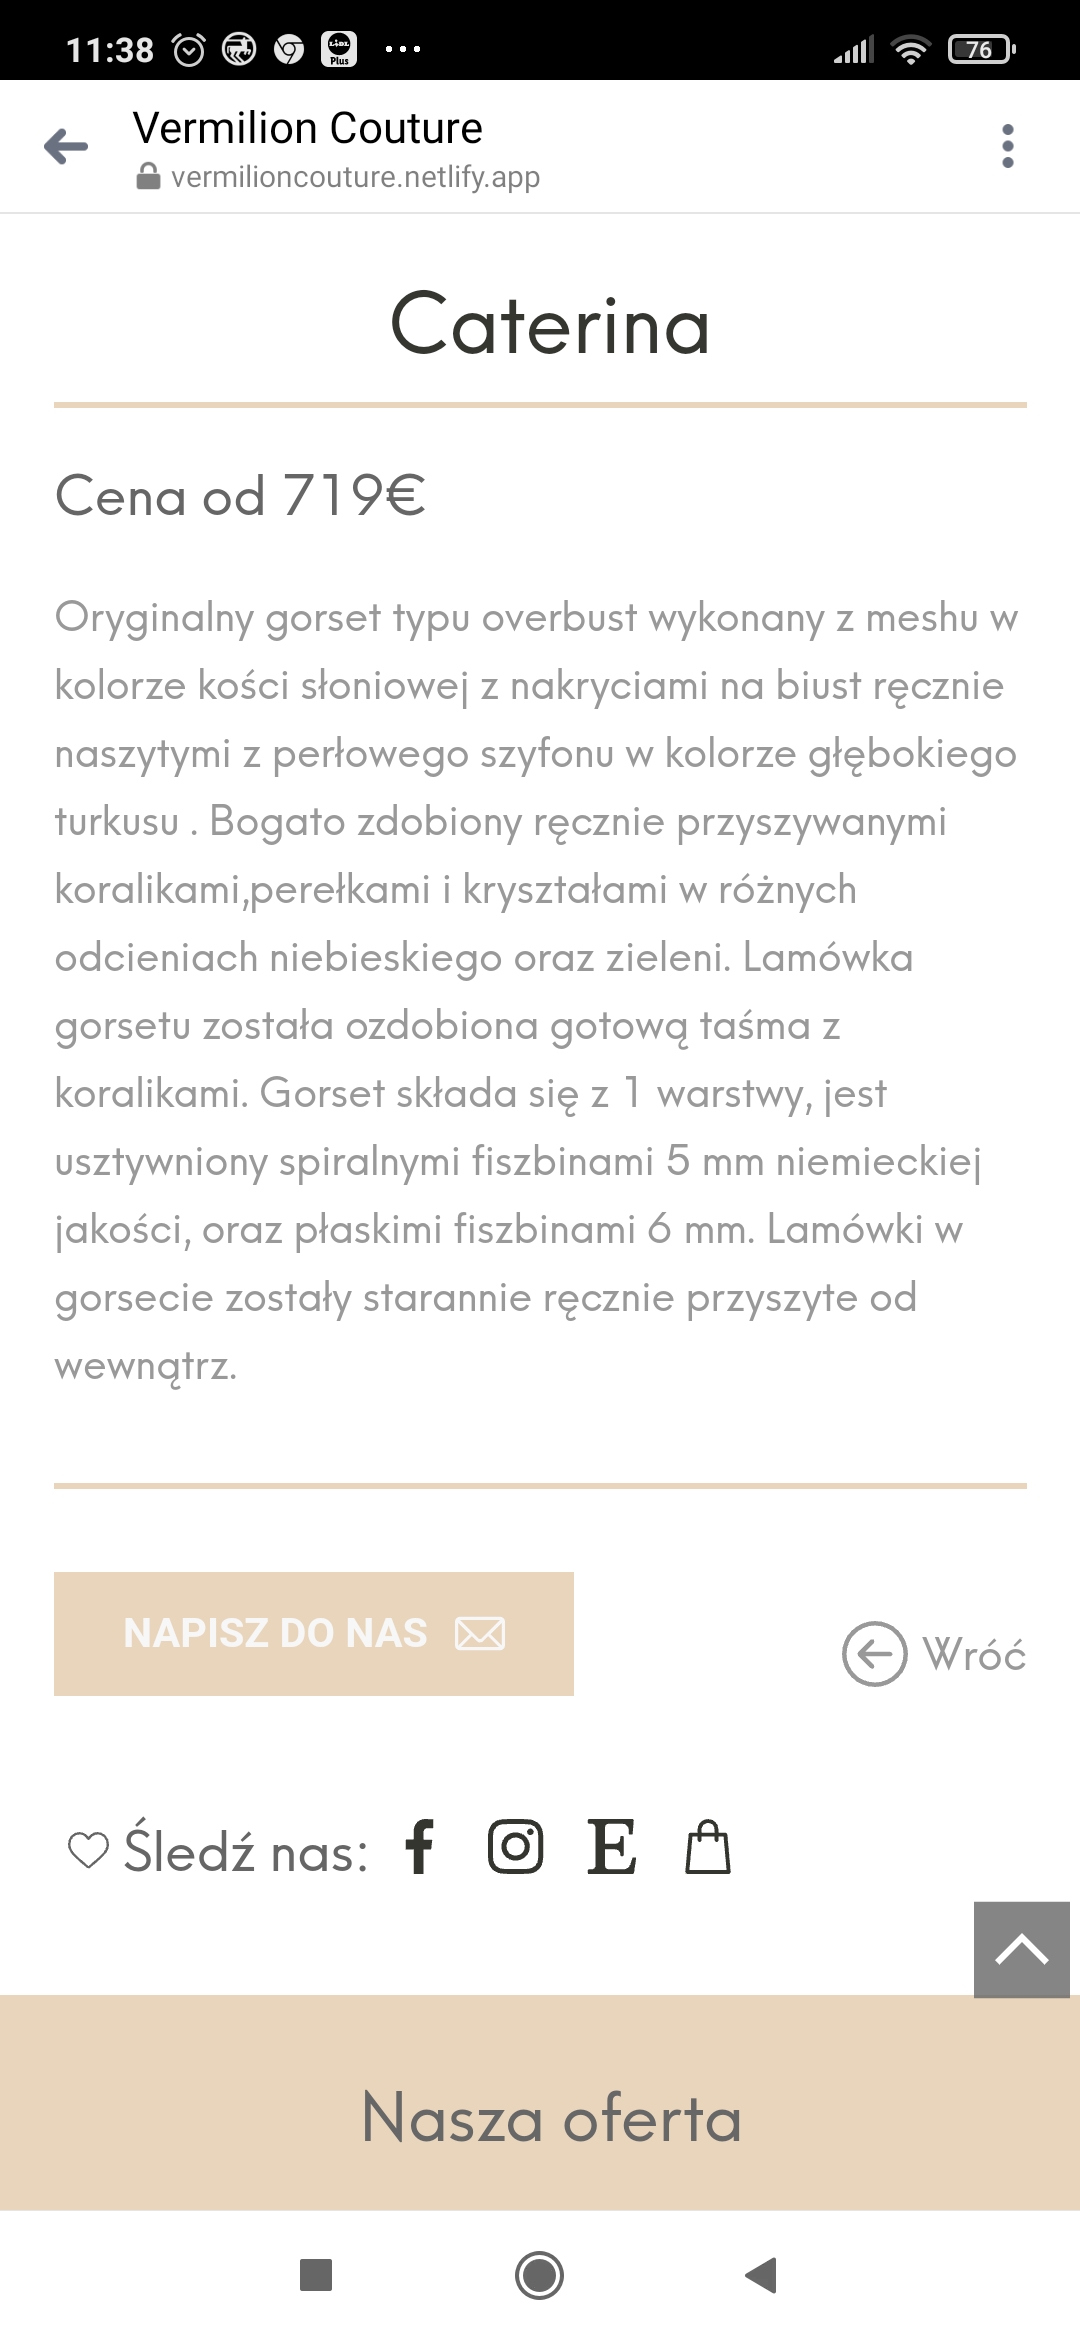 11:38
LIDL
Plus
76
Vermilion Couture
vermilioncouture.netlify.app
Caterina
Cena od 719€
Oryginalny gorset typu overbust wykonany z meshu w
kolorze kości słoniowej z nakryciami na biust ręcznie
naszytymi z perłowego szyfonu w kolorze głębokiego
turkusu . Bogato zdobiony ręcznie przyszywanymi
koralikami,perełkami i kryształami w różnych
odcieniach niebieskiego oraz zieleni. Lamówka
gorsetu została ozdobiona gotową taśma z
koralikami. Gorset składa się z 1 warstwy, jest
usztywniony spiralnymi fiszbinami 5 mm niemieckiej
jakości, oraz płaskimi fiszbinami 6 mm. Lamówki w
gorsecie zostały starannie ręcznie przyszyte od
wewnątrz.
NAPISZ DO NAS
Wróć
Śledź nas:
Nasza oferta